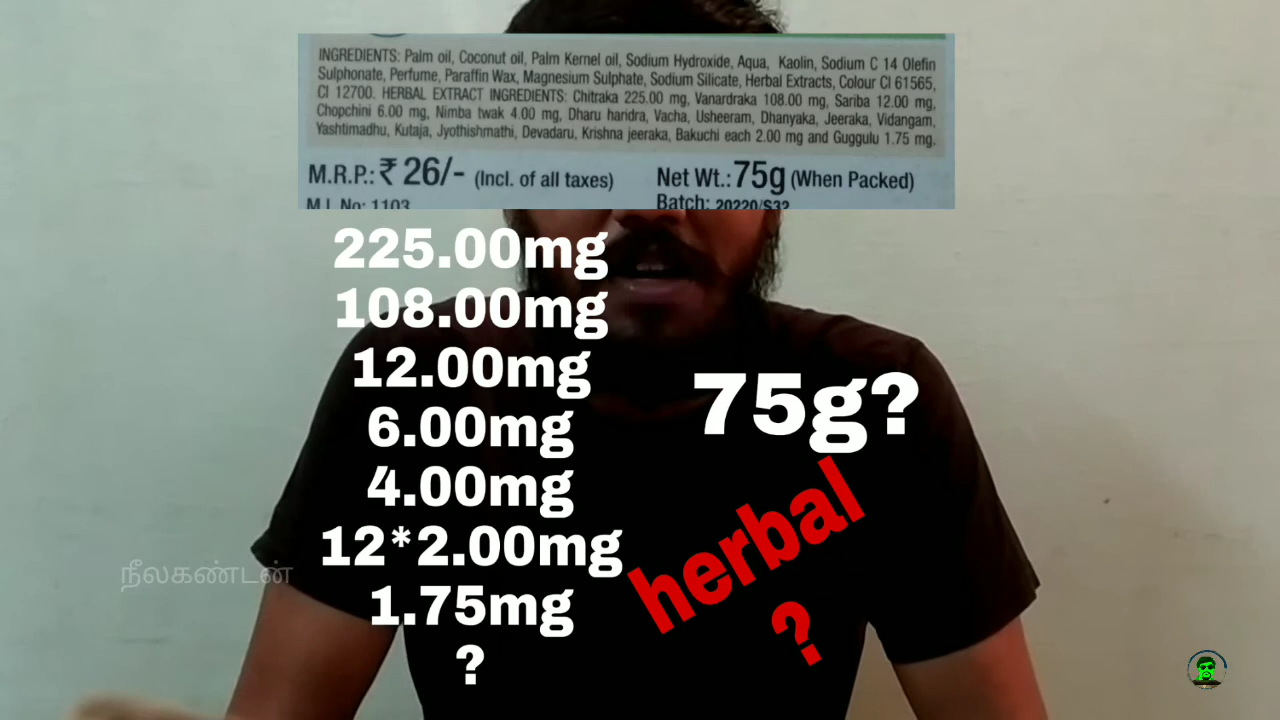 INGREDIENTS: Palm oil, Coconut oil, Palm Kernel oil, Sodium Hydroxide, Aqua, Kaolin, Sodium C 14 Olefin
Sulphonate, Perfume, Paraffin Wax, Magnesium Sulphate, Sodium Silicate, Herbal Extracts, Colour CI 61565,
CI 12700. HERBAL EXTRACT INGREDIENTS: Chitraka 225.00 mg, Vanardraka 108.00 mg, Sariba 12.00 mg,
Chopchini 6.00 mg, Nimba twak 4.00 mg, Dharu haridra, Vacha, Usheeram, Dhanyaka, Jeeraka, Vidangam,
Yashtimadhu, Kutaja, Jyothishmathi, Devadaru, Krishna jeeraka, Bakuchi each 2.00 mg and Guggulu 1.75 mg.
M.R.P.: ₹ 26/- (Incl. of all taxes) Net Wt.: 75g (When Packed)
M.L. No: 1103 Batch: 20220/S32
225.00mg
108.00mg
12.00mg
6.00mg
4.00mg
12*2.00mg
1.75mg
?
75g?
herbal
?
நீலகண்டன்